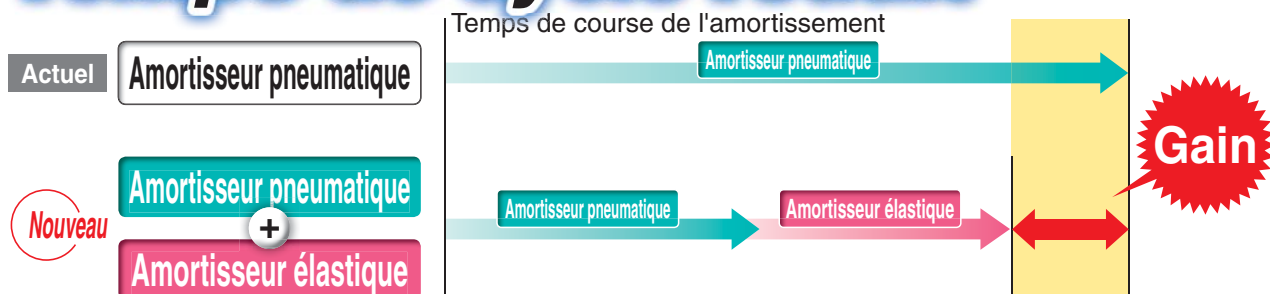 Temps de course de l'amortissement
Actuel
Amortisseur pneumatique
Amortisseur pneumatique
Gain
Nouveau
Amortisseur pneumatique
+
Amortisseur élastique
Amortisseur pneumatique
Amortisseur élastique